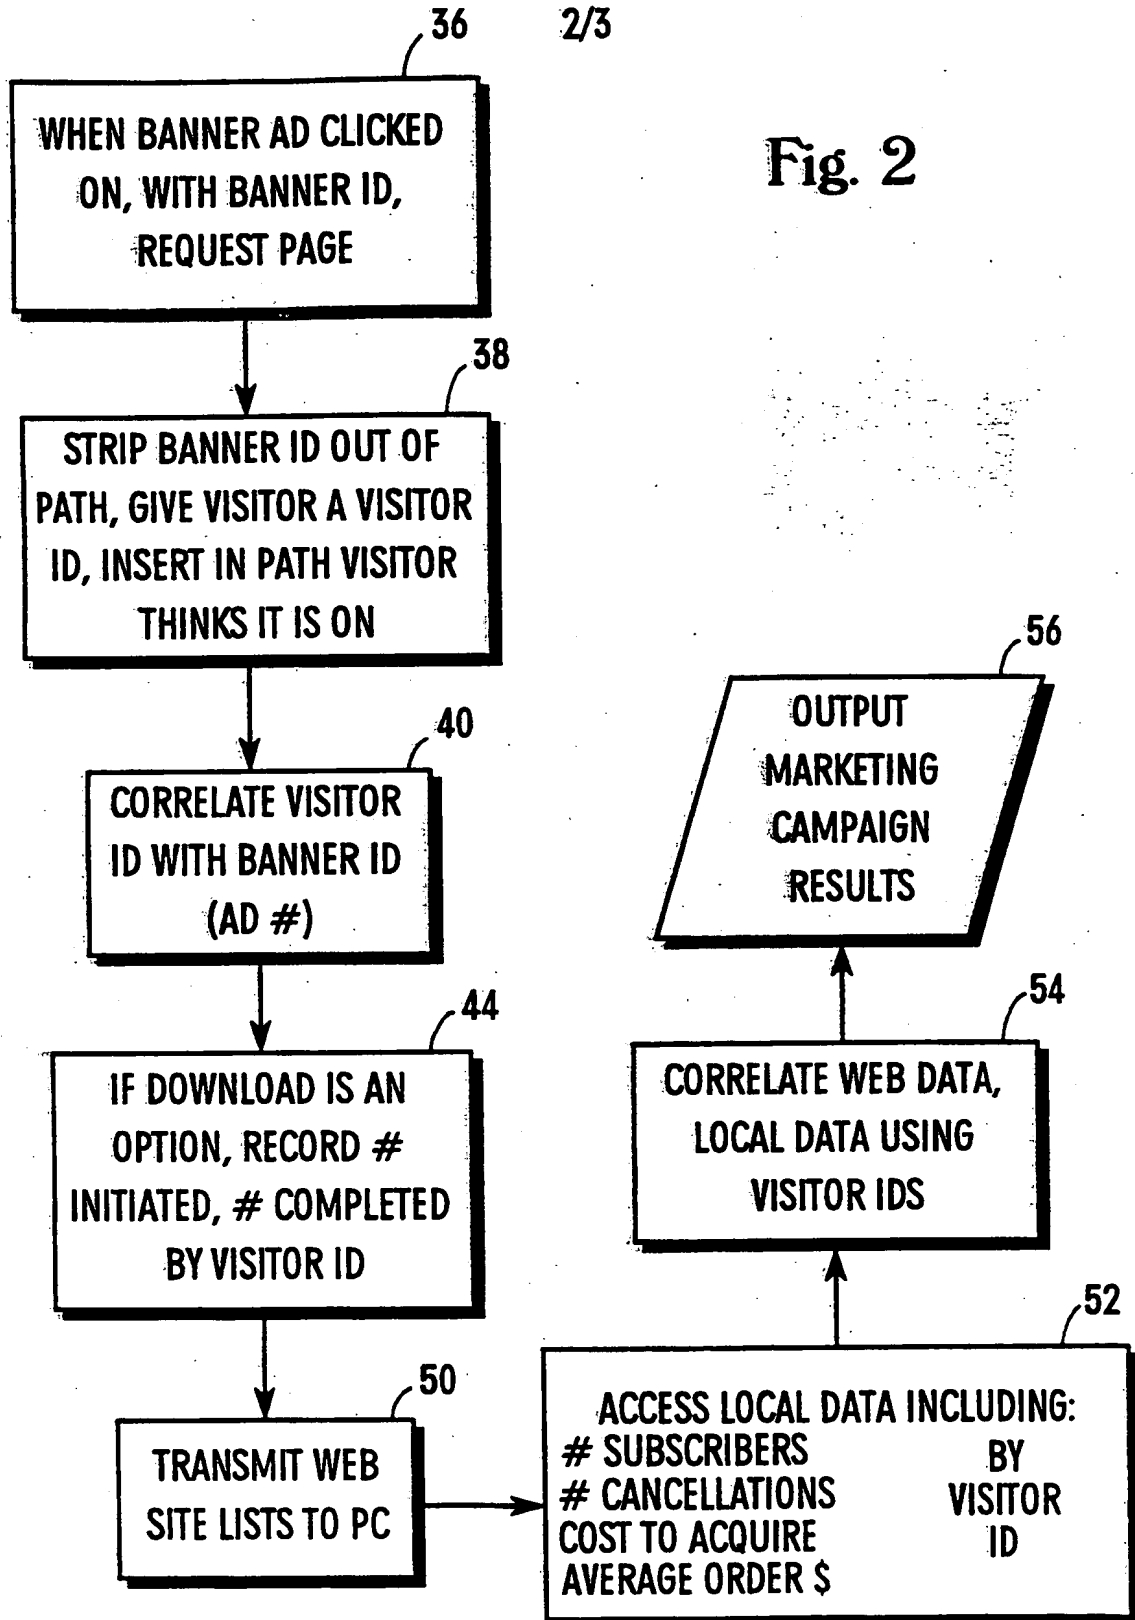 2/3
Fig. 2
36
WHEN BANNER AD CLICKED
ON, WITH BANNER ID,
REQUEST PAGE
38
STRIP BANNER ID OUT OF
PATH, GIVE VISITOR A VISITOR
ID, INSERT IN PATH VISITOR
THINKS IT IS ON
40
CORRELATE VISITOR
ID WITH BANNER ID
(AD #)
44
IF DOWNLOAD IS AN
OPTION, RECORD #
INITIATED, # COMPLETED
BY VISITOR ID
50
TRANSMIT WEB
SITE LISTS TO PC
52
ACCESS LOCAL DATA INCLUDING:
# SUBSCRIBERS
# CANCELLATIONS
COST TO ACQUIRE
AVERAGE ORDER $
BY
VISITOR
ID
54
CORRELATE WEB DATA,
LOCAL DATA USING
VISITOR IDS
56
OUTPUT
MARKETING
CAMPAIGN
RESULTS